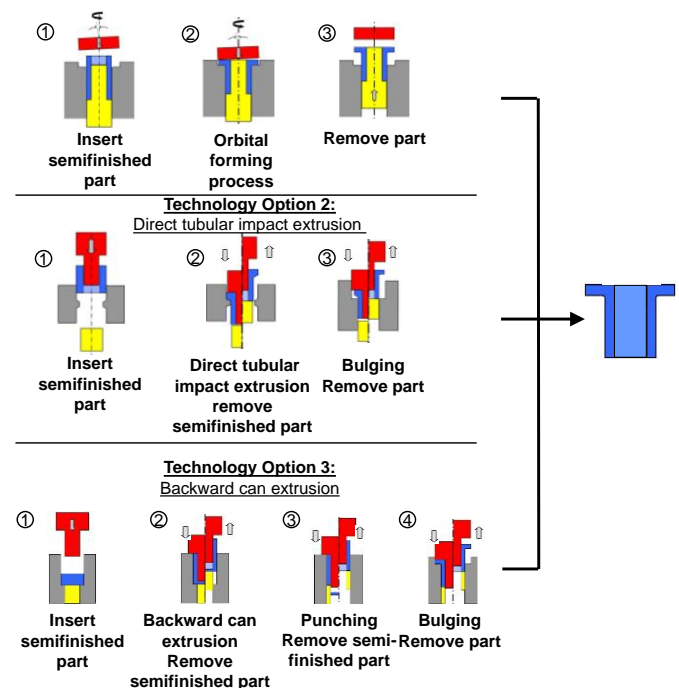 ①
②
③
Insert
semifinished
part
Orbital
forming
process
Remove part
Technology Option 2:
Direct tubular impact extrusion
①
②
③
Insert
semifinished
part
Direct tubular
impact extrusion
remove
semifinished part
Bulging
Remove part
Technology Option 3:
Backward can extrusion
①
②
③
④
Insert
semifinished
part
Backward can
extrusion
Remove
semifinished part
Punching
Remove semi-
finished part
Bulging
Remove part